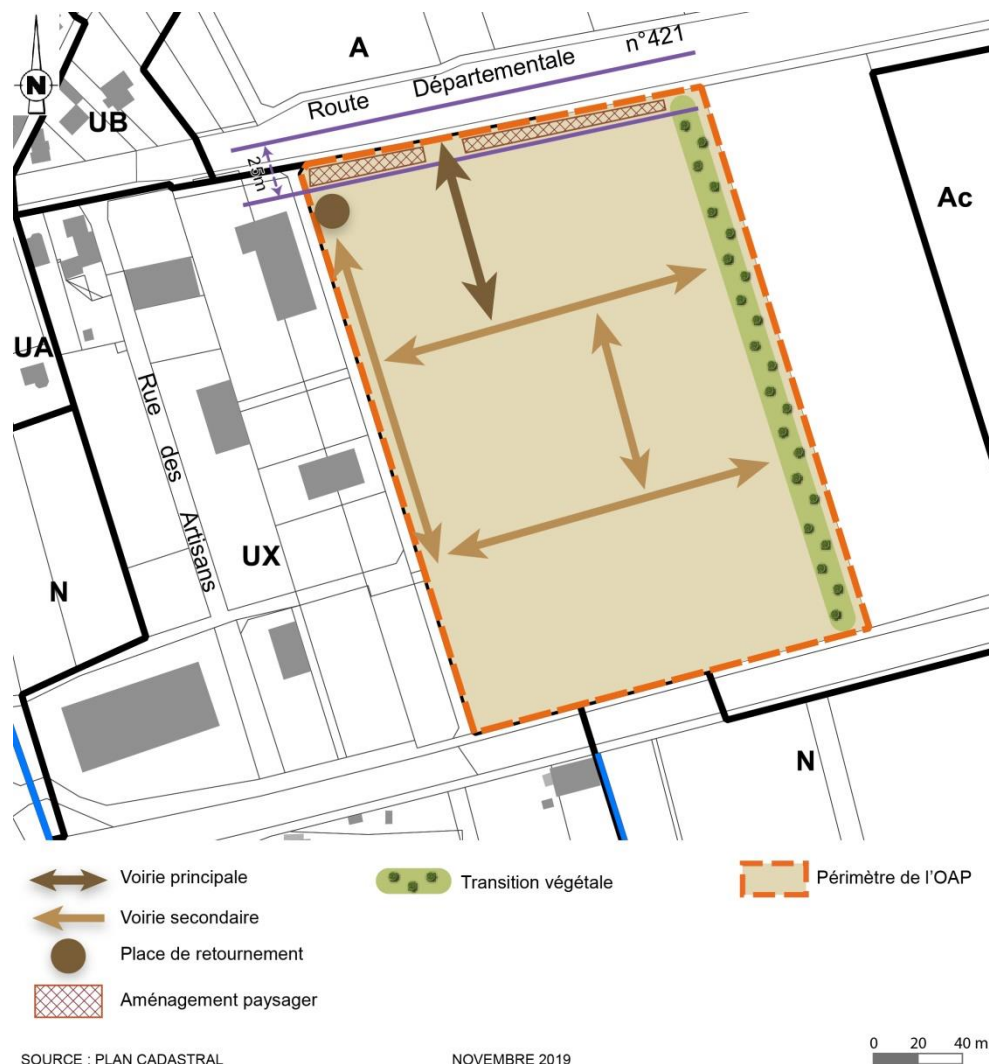 A
n°421
Route Départementale
N
UB
25m
Ac
UA
Rue des Artisans
UX
N
N
Voirie principale
Transition végétale
Périmètre de l'OAP
Voirie secondaire
Place de retournement
Aménagement paysager
SOURCE : PLAN CADASTRAL
NOVEMBRE 2019
0 20 40 m